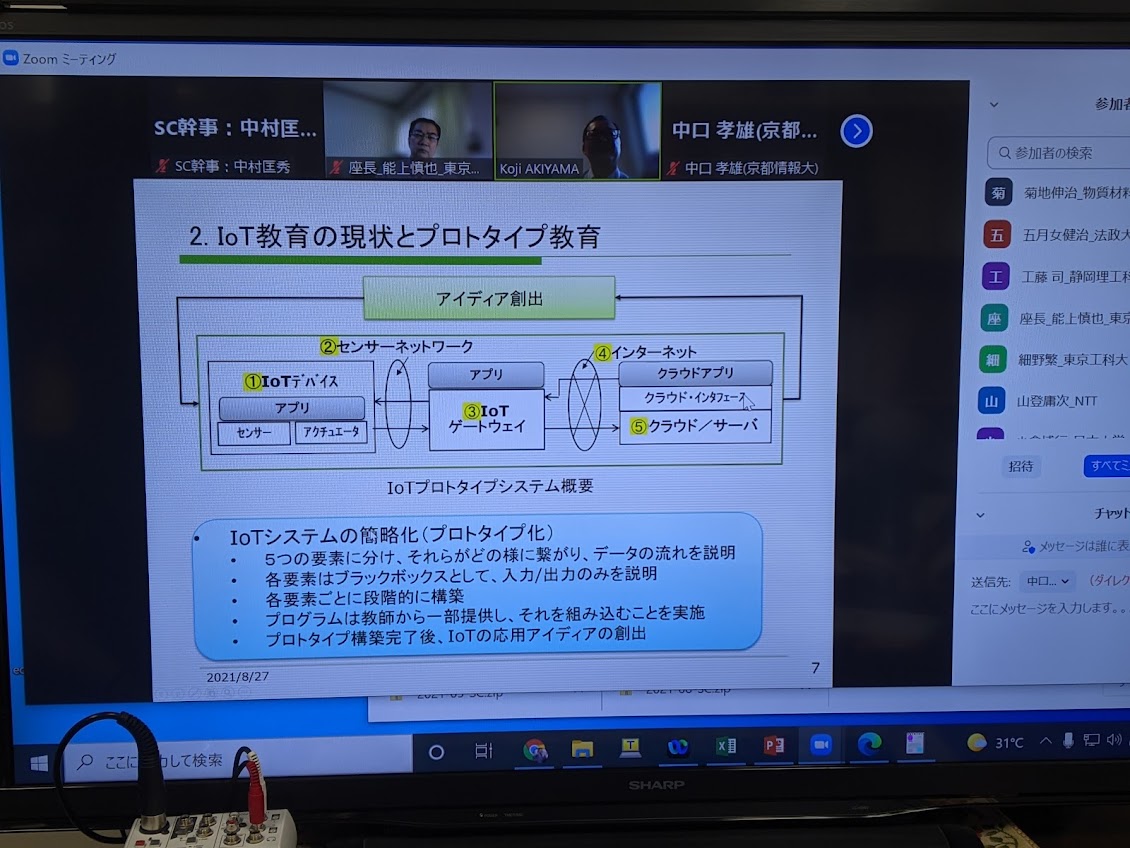 Zoom ミーティング
SC幹事：中村匡...
SC幹事：中村匡秀
座長_能上慎也_東京...
Koji AKIYAMA
中口 孝雄(京都...
中口 孝雄(京都情報大)
2. IoT教育の現状とプロトタイプ教育
アイディア創出
②センサーネットワーク
④インターネット
①IoTデバイス
アプリ
センサー
アクチュエータ
アプリ
③IoT
ゲートウェイ
クラウドアプリ
クラウド・インタフェース
⑤クラウド／サーバ
IoTプロトタイプシステム概要
• IoTシステムの簡略化（プロトタイプ化）
• 5つの要素に分け、それらがどの様に繋がり、データの流れを説明
• 各要素はブラックボックスとして、入力/出力のみを説明
• 各要素ごとに段階的に構築
• プログラムは教師から一部提供し、それを組み込むことを実施
• プロトタイプ構築完了後、IoTの応用アイディアの創出
2021/8/27
7
参加者
参加者の検索
菊 菊地伸治_物質材料
五 五月女健治_法政大
工 工藤 司_静岡理工科
座 座長_能上慎也_東京
細 細野繁_東京工科大
山 山登庸次_NTT
招待
すべてミ
チャット
メッセージは誰に表
送信先: 中口... (ダイレク
ここにメッセージを入力します。。
ここに入力して検索
31°C
SHARP